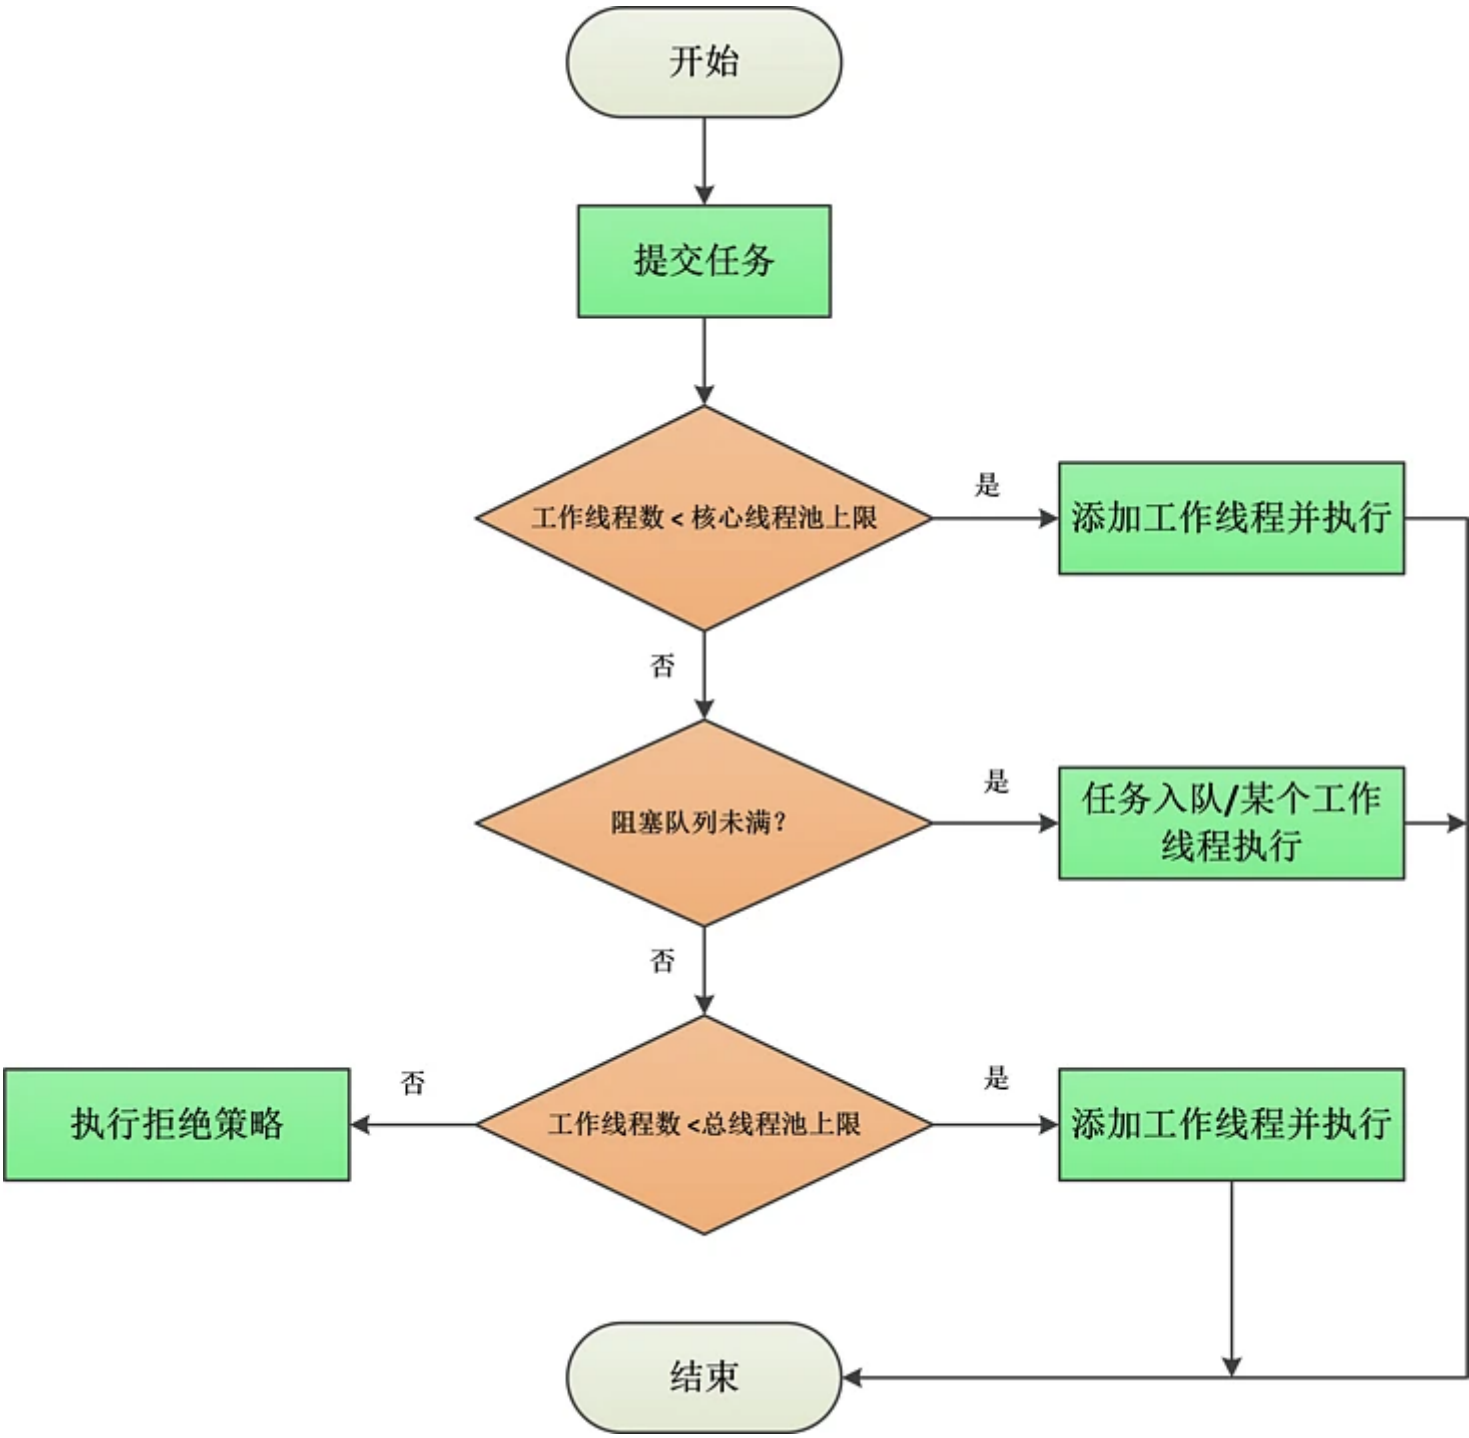 开始
提交任务
工作线程数 < 核心线程池上限
是
添加工作线程并执行
否
阻塞队列未满?
是
任务入队/某个工作
线程执行
否
工作线程数 <总线程池上限
否
执行拒绝策略
是
添加工作线程并执行
结束